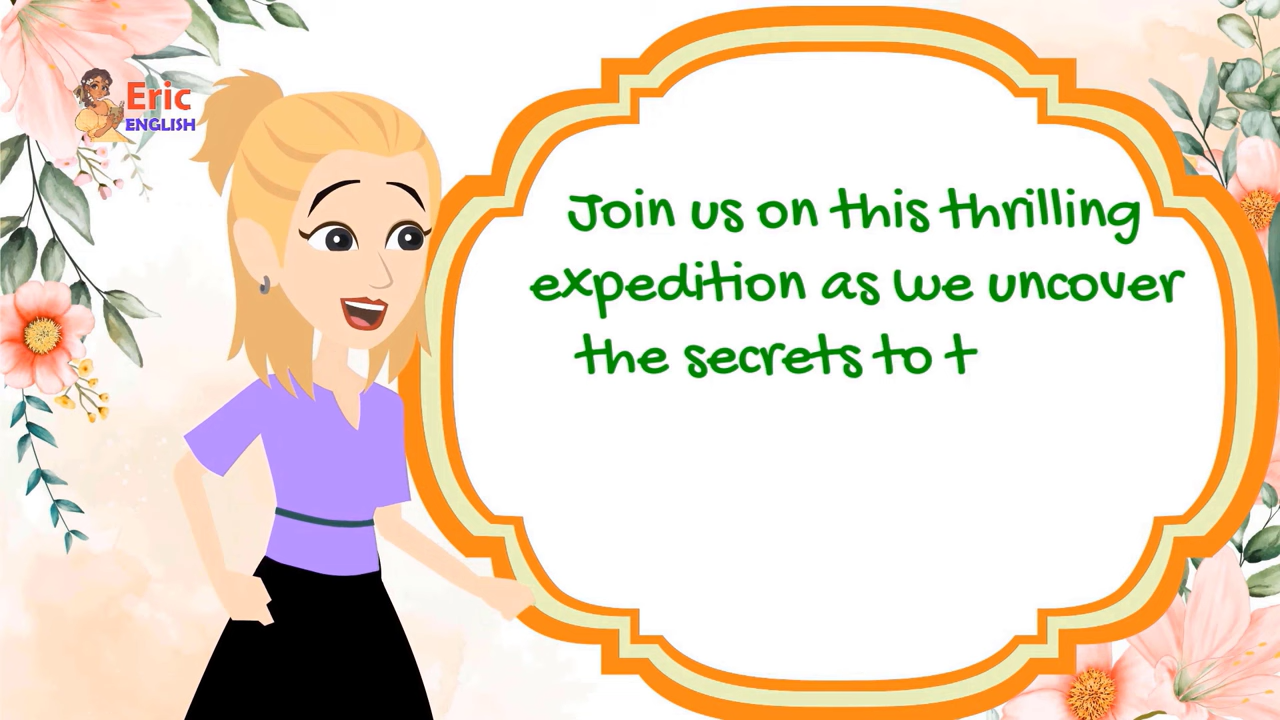 Eric
ENGLISH
Join us on this thrilling
expedition as we uncover
the secrets to t